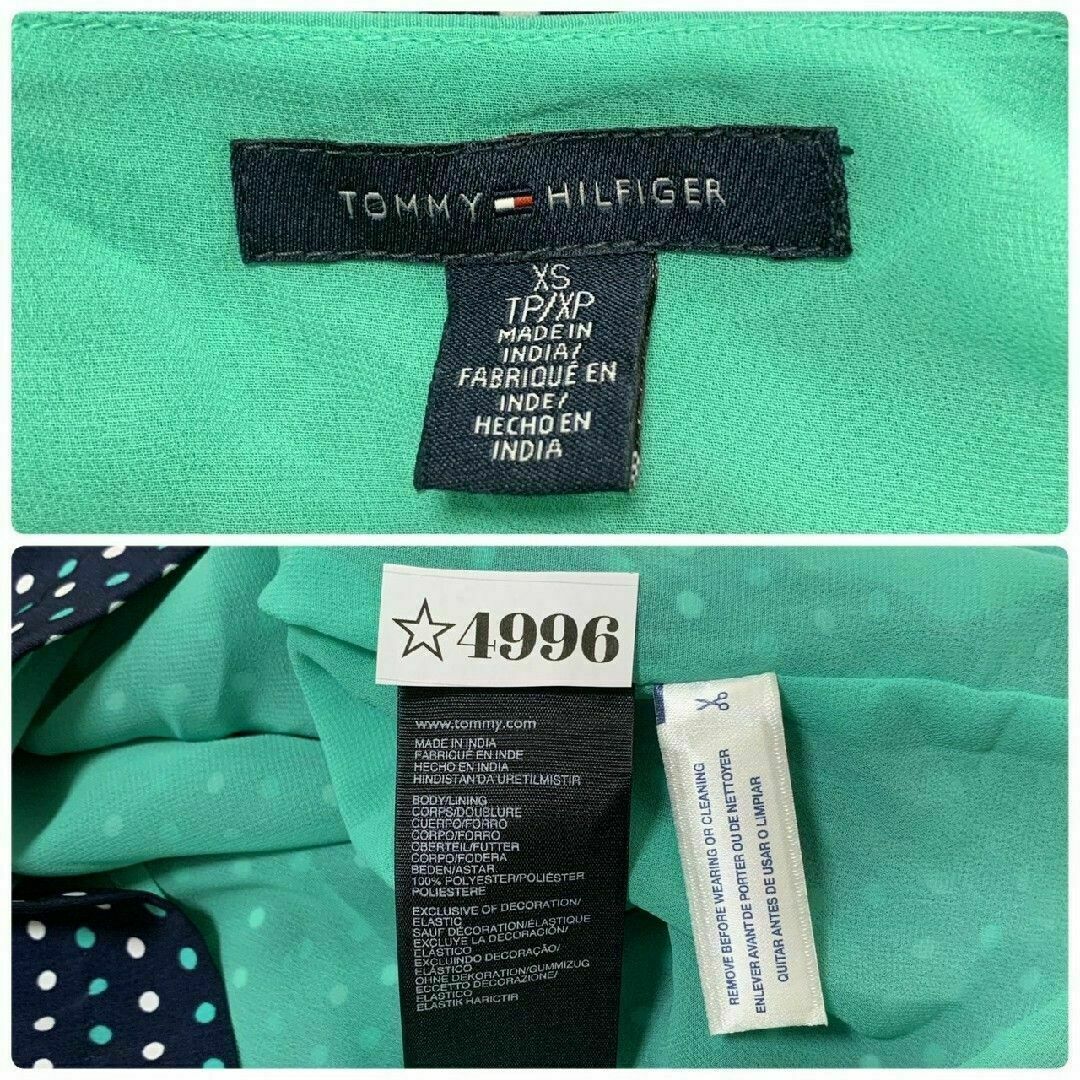 TOMMY HILFIGER
XS
TP/XP
MADE IN
INDIA/
FABRIQUÉ EN
INDE/
HECHO EN
INDIA
☆4996
www.tommy.com
MADE IN INDIA
FABRIQUÉ EN INDE
HECHO EN INDIA
HINDISTAN'DA URETILMISTIR
BODY/LINING
CORPS/DOUBLURE
CUERPO/FORRO
CORPO/FORRO
OBERTEIL/FUTTER
CORPO/FODERA
BEDEN/ASTAR
100% POLYESTER/POLIÉSTER
POLIESTERE
EXCLUSIVE OF DECORATION/
ELASTIC
SAUF DÉCORATION/ÉLASTIQUE
EXCLUYE LA DECORACIÓN/
ELÁSTICO
EXCLUINDO DECORAÇÃO/
ELÁSTICO
OHNE DEKORATION/GUMMIZUG
ECCETTO DECORAZIONE/
ELASTICO
ELASTIK HARICTIR
REMOVE BEFORE WEARING OR CLEANING
ENLEVER AVANT DE PORTER OU DE NETTOYER
QUITAR ANTES DE USAR O LIMPIAR